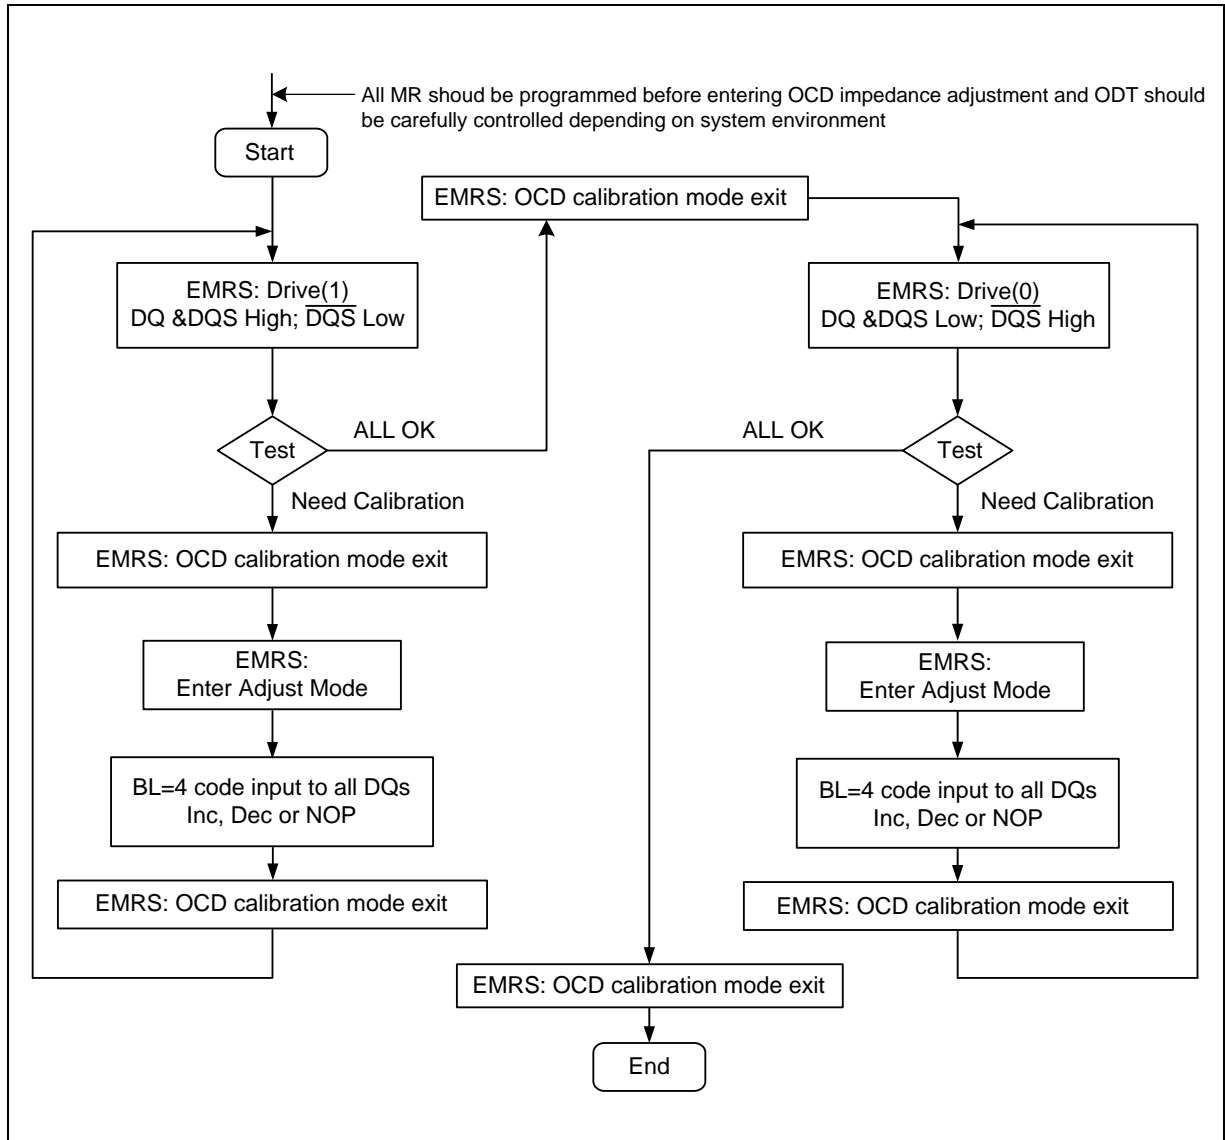 All MR shoud be programmed before entering OCD impedance adjustment and ODT should
be carefully controlled depending on system environment
Start
EMRS: OCD calibration mode exit
EMRS: Drive(1)
DQ &DQS High; D̅Q̅S̅ Low
Test
ALL OK
Need Calibration
EMRS: OCD calibration mode exit
EMRS:
Enter Adjust Mode
BL=4 code input to all DQs
Inc, Dec or NOP
EMRS: OCD calibration mode exit
EMRS: Drive(0)
DQ &DQS Low; D̅Q̅S̅ High
Test
ALL OK
Need Calibration
EMRS: OCD calibration mode exit
EMRS:
Enter Adjust Mode
BL=4 code input to all DQs
Inc, Dec or NOP
EMRS: OCD calibration mode exit
EMRS: OCD calibration mode exit
End